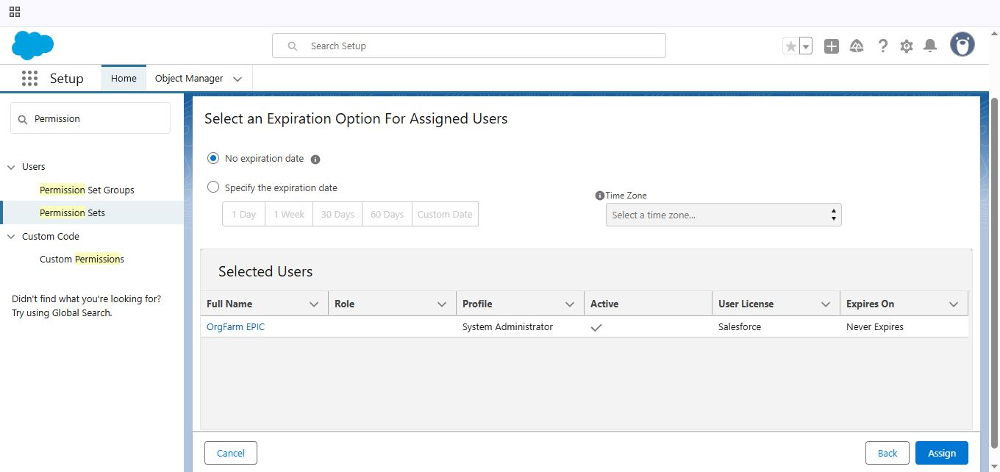 Search Setup
Setup
Home
Object Manager
Permission
Users
Permission Set Groups
Permission Sets
Custom Code
Custom Permissions
Didn't find what you're looking for?
Try using Global Search.
Select an Expiration Option For Assigned Users
No expiration date
Specify the expiration date
1 Day 1 Week 30 Days 60 Days Custom Date
Time Zone
Select a time zone...
Selected Users
Full Name Role Profile Active User License Expires On
OrgFarm EPIC System Administrator Salesforce Never Expires
Cancel Back Assign